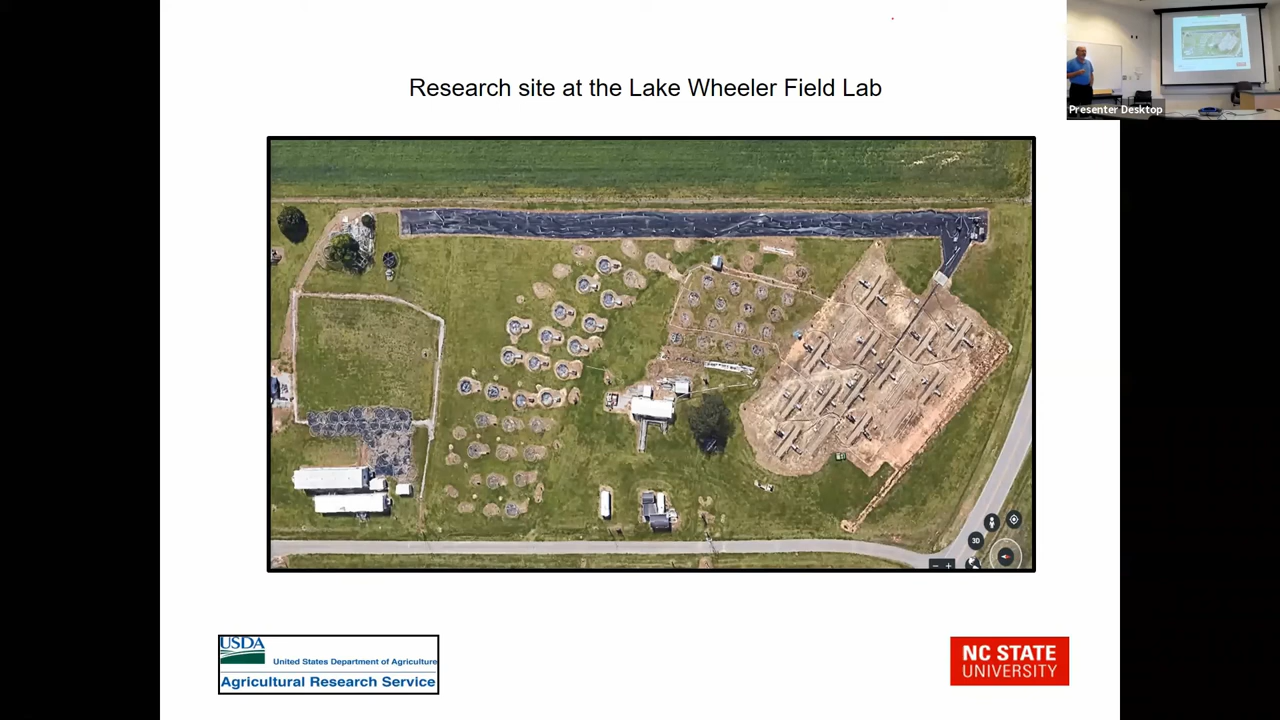 Presenter Desktop
Research site at the Lake Wheeler Field Lab
3D
USDA
United States Department of Agriculture
Agricultural Research Service
NC STATE
UNIVERSITY